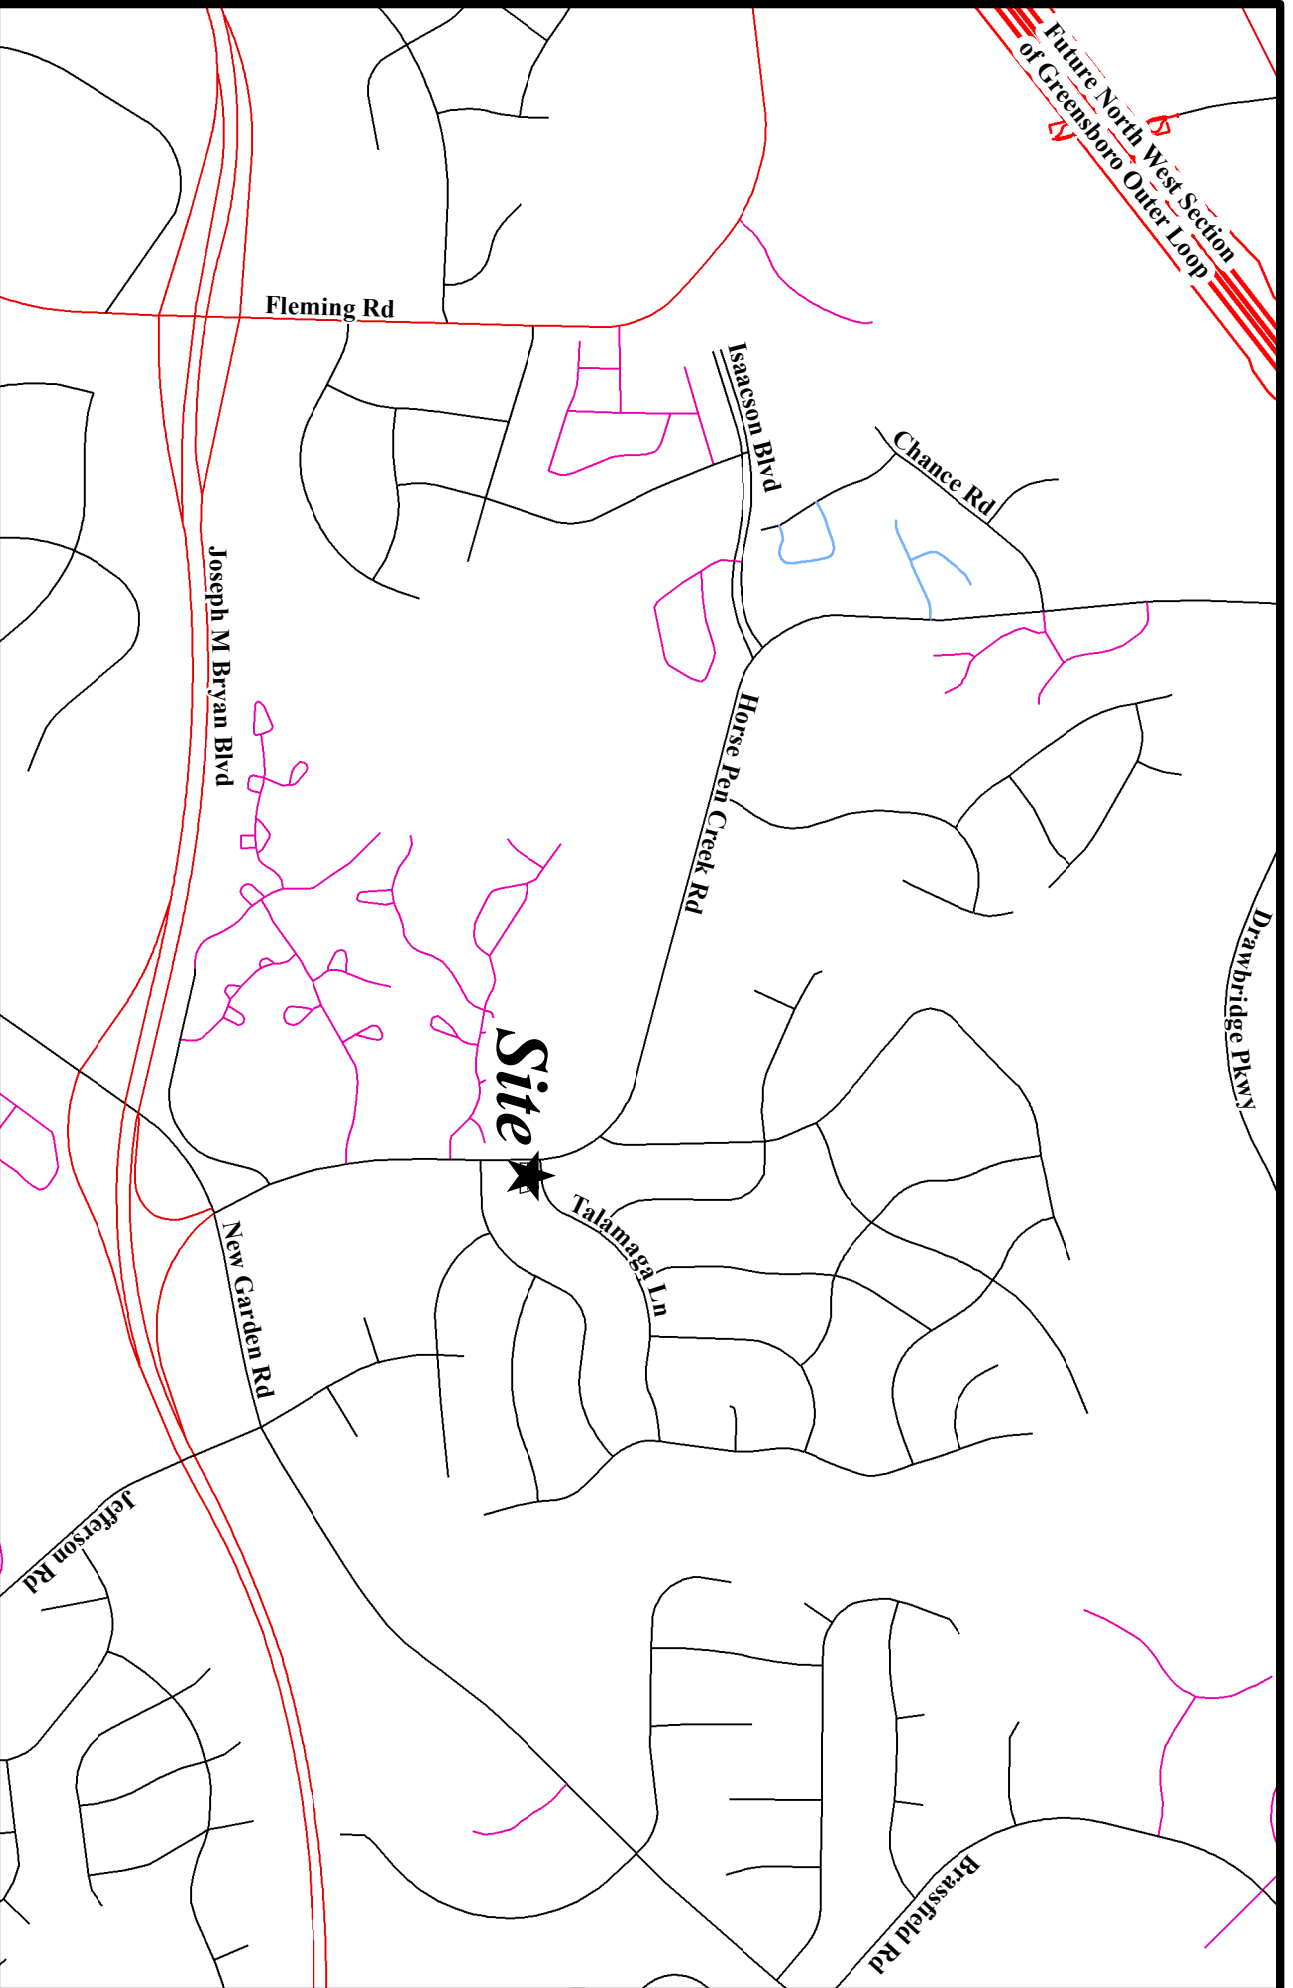 Future North West Section
of Greensboro Outer Loop
Fleming Rd
Isaacson Blvd
Chance Rd
Joseph M Bryan Blvd
Horse Pen Creek Rd
Drawbridge Pkwy
Site
Talamaga Ln
New Garden Rd
Jefferson Rd
Brassfield Rd